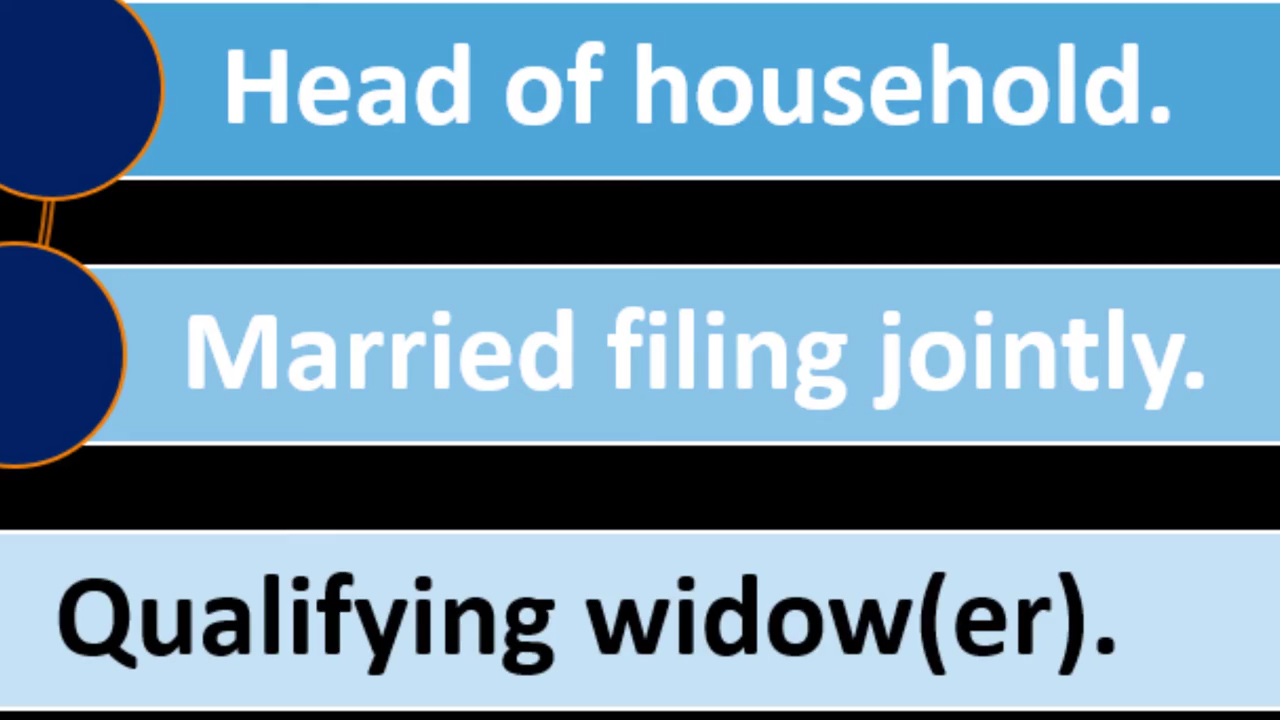 Head of household.
Married filing jointly.
Qualifying widow(er).